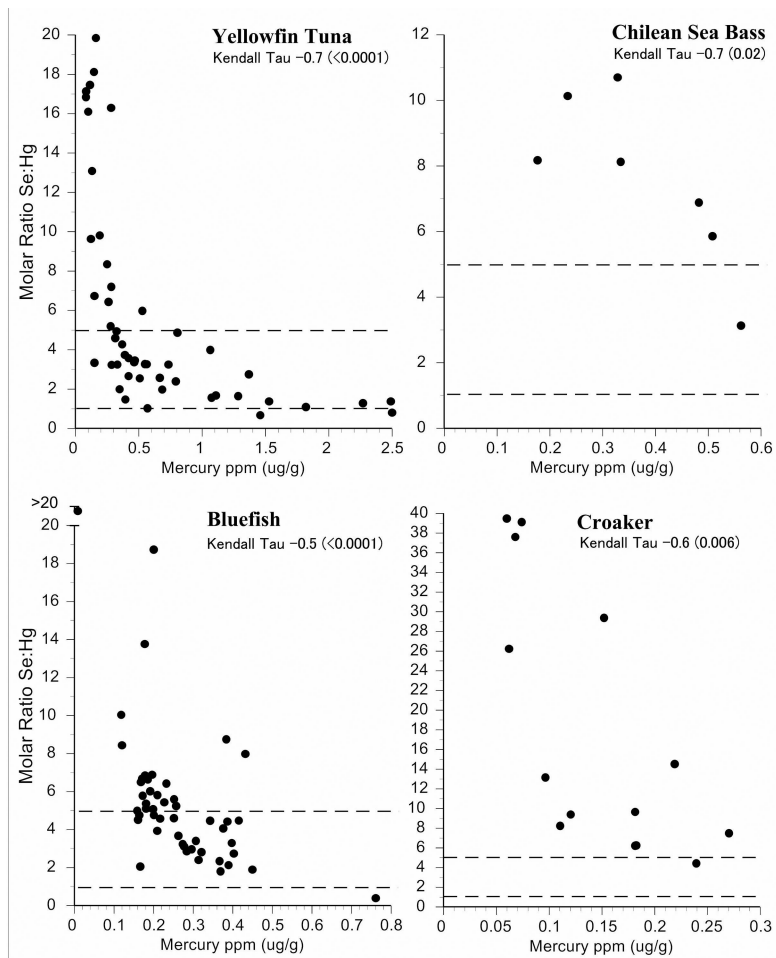 Yellowfin Tuna
Kendall Tau -0.7 (<0.0001)
Molar Ratio Se:Hg
20
18
16
14
12
10
8
6
4
2
0
0 0.5 1 1.5 2 2.5
Mercury ppm (ug/g)
Chilean Sea Bass
Kendall Tau -0.7 (0.02)
12
10
8
6
4
2
0
0 0.1 0.2 0.3 0.4 0.5 0.6
Mercury ppm (ug/g)
Bluefish
Kendall Tau -0.5 (<0.0001)
Molar Ratio Se:Hg
>20
20
18
16
14
12
10
8
6
4
2
0
0 0.1 0.2 0.3 0.4 0.5 0.6 0.7 0.8
Mercury ppm (ug/g)
Croaker
Kendall Tau -0.6 (0.006)
40
38
36
34
32
30
28
26
24
22
20
18
16
14
12
10
8
6
4
2
0
0 0.05 0.1 0.15 0.2 0.25 0.3
Mercury ppm (ug/g)